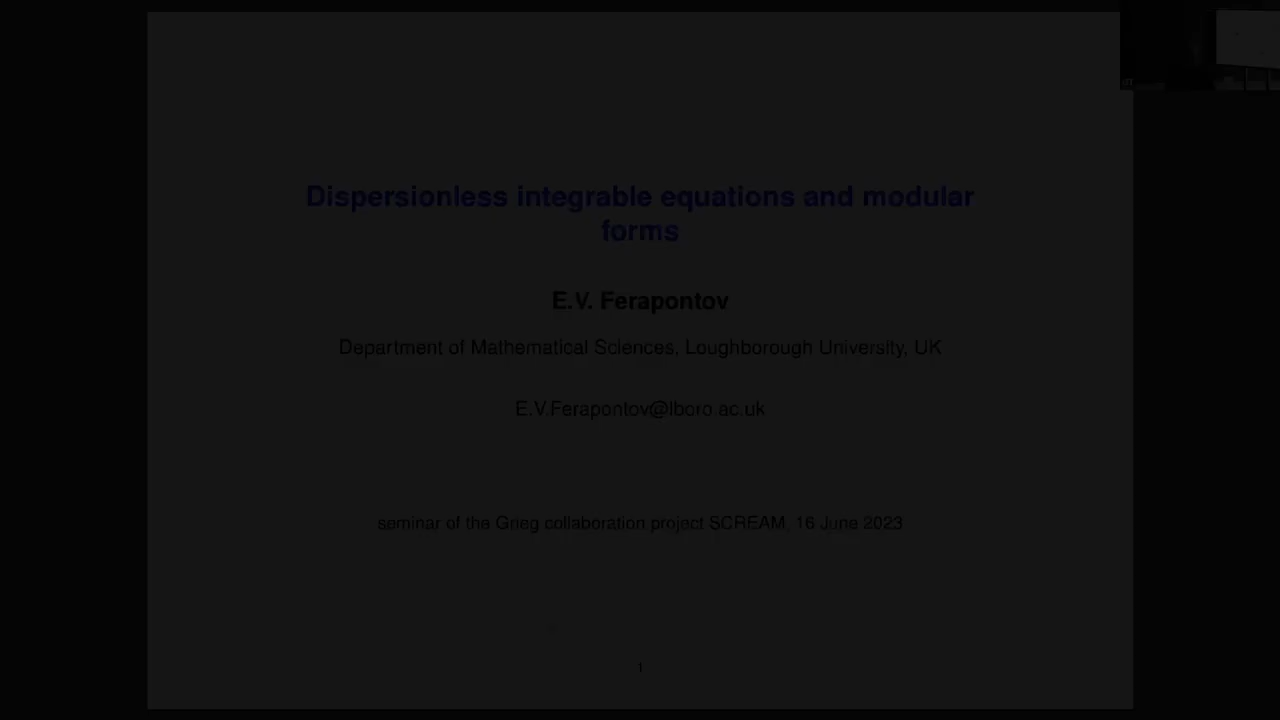 Dispersionless integrable equations and modular
forms
E.V. Ferapontov
Department of Mathematical Sciences, Loughborough University, UK
E.V.Ferapontov@lboro.ac.uk
seminar of the Grieg collaboration project SCREAM, 16 June 2023
1